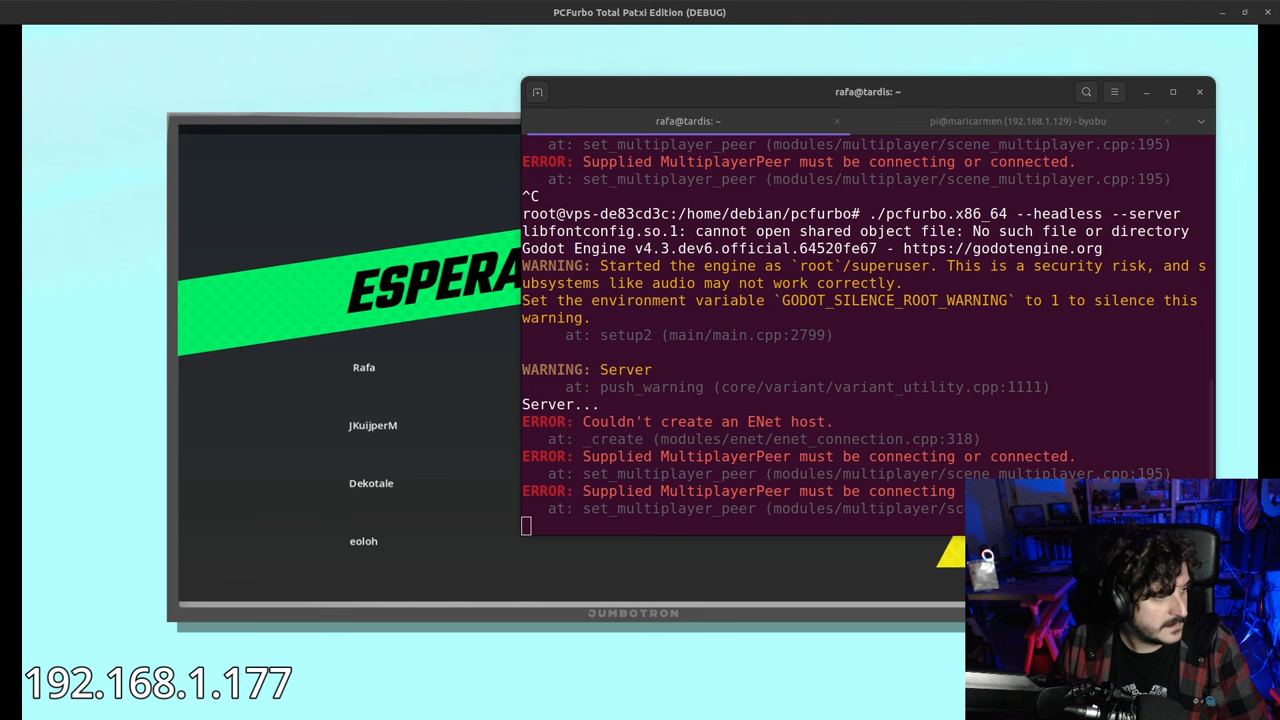 PCFurbo Total Patxi Edition (DEBUG)
rafa@tardis: ~
rafa@tardis: ~
pi@maricarmen (192.168.1.129) - byobu
at: set_multiplayer_peer (modules/multiplayer/scene_multiplayer.cpp:195)
ERROR: Supplied MultiplayerPeer must be connecting or connected.
at: set_multiplayer_peer (modules/multiplayer/scene_multiplayer.cpp:195)
^C
root@vps-de83cd3c:/home/debian/pcfurbo# ./pcfurbo.x86_64 --headless --server
libfontconfig.so.1: cannot open shared object file: No such file or directory
Godot Engine v4.3.dev6.official.64520fe67 - https://godotengine.org
WARNING: Started the engine as `root`/superuser. This is a security risk, and s
ubsystems like audio may not work correctly.
Set the environment variable `GODOT_SILENCE_ROOT_WARNING` to 1 to silence this
warning.
at: setup2 (main/main.cpp:2799)
WARNING: Server
at: push_warning (core/variant/variant_utility.cpp:1111)
Server...
ERROR: Couldn't create an ENet host.
at: _create (modules/enet/enet_connection.cpp:318)
ERROR: Supplied MultiplayerPeer must be connecting or connected.
at: set_multiplayer_peer (modules/multiplayer/scene_multiplayer.cpp:195)
ERROR: Supplied MultiplayerPeer must be connecting
at: set_multiplayer_peer (modules/multiplayer/sc
ESPERA
Rafa
JKuijperM
Dekotale
eoloh
JUMBOTRON
192.168.1.177